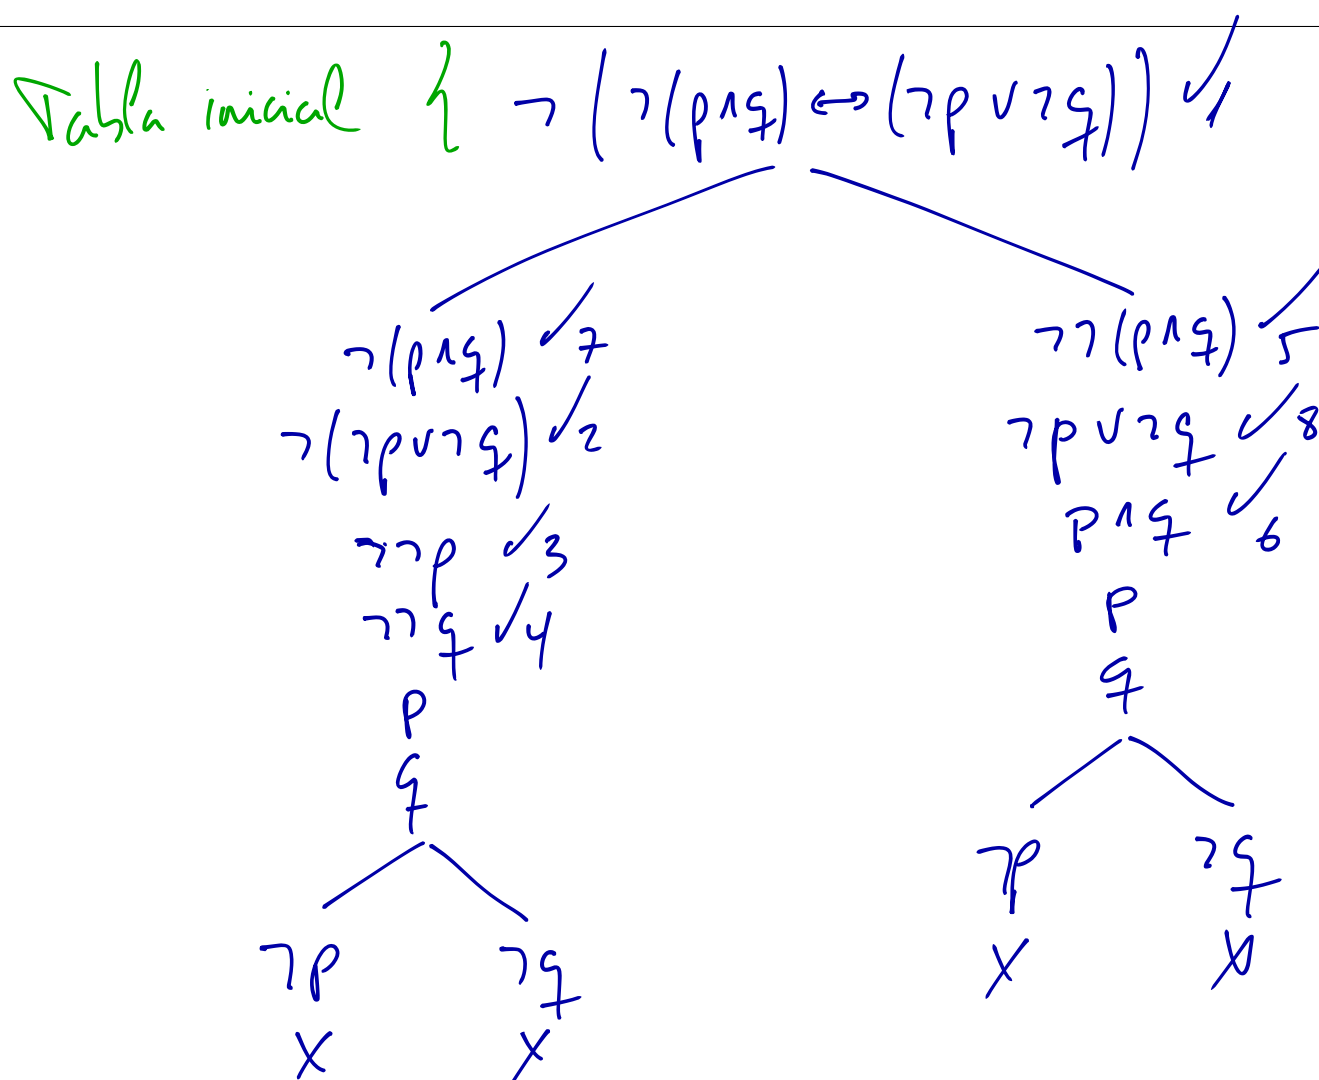 Tabla inicial { ¬(¬(p∧q) ↔ (¬p ∨ ¬q)) ✓1
¬(p∧q) ✓7
¬(¬p∨¬q) ✓2
¬¬p ✓3
¬¬q ✓4
p
q
¬p ¬q
X X
¬¬(p∧q) ✓5
¬p ∨ ¬q ✓8
p∧q ✓6
p
q
¬p ¬q
X X